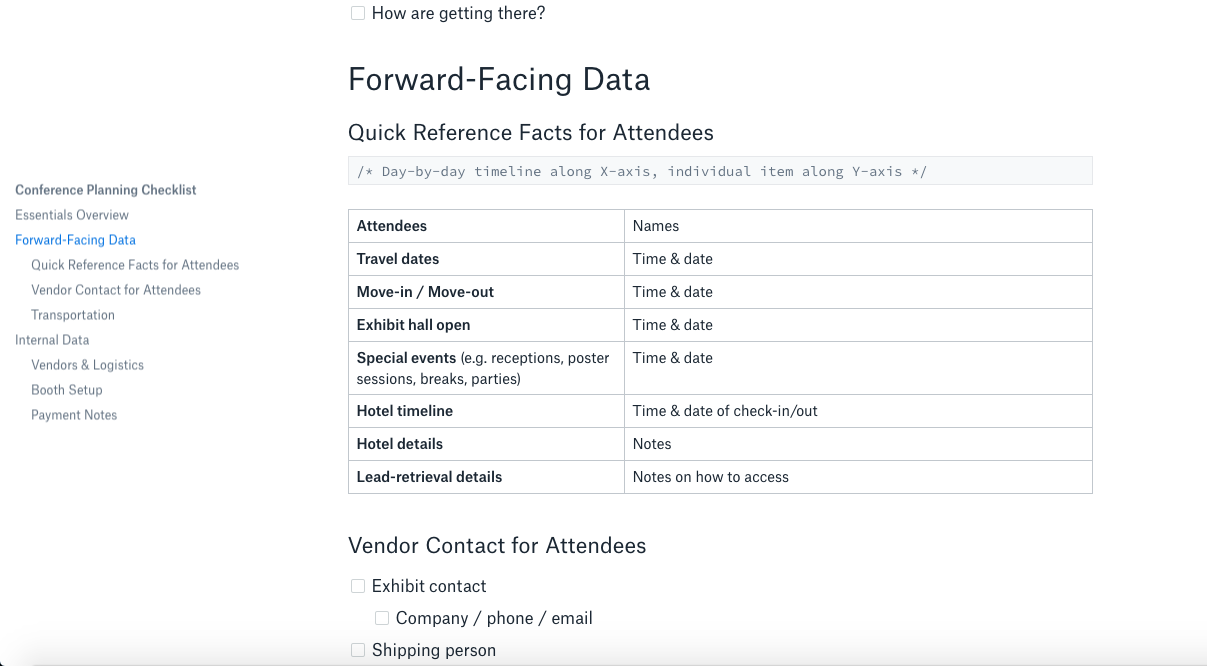 How are getting there?
Forward-Facing Data
Quick Reference Facts for Attendees
/* Day-by-day timeline along X-axis, individual item along Y-axis */
Conference Planning Checklist
Essentials Overview
Forward-Facing Data
Quick Reference Facts for Attendees
Vendor Contact for Attendees
Transportation
Internal Data
Vendors & Logistics
Booth Setup
Payment Notes
Attendees Names
Travel dates Time & date
Move-in / Move-out Time & date
Exhibit hall open Time & date
Special events (e.g. receptions, poster Time & date
sessions, breaks, parties)
Hotel timeline Time & date of check-in/out
Hotel details Notes
Lead-retrieval details Notes on how to access
Vendor Contact for Attendees
Exhibit contact
Company / phone / email
Shipping person